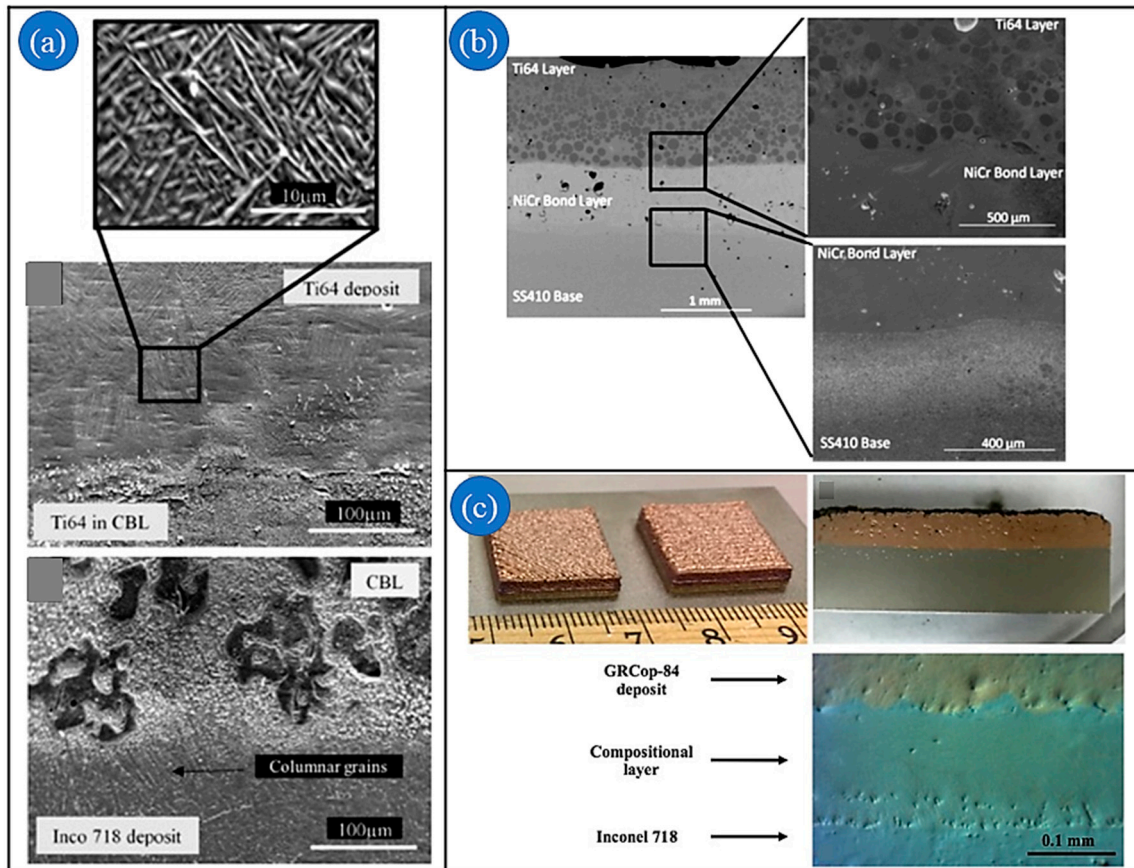 (a)
10μm
Ti64 deposit
Ti64 in CBL
100μm
CBL
Columnar grains
Inco 718 deposit
100μm
(b)
Ti64 Layer
NiCr Bond Layer
SS410 Base
1 mm
Ti64 Layer
NiCr Bond Layer
500 μm
NiCr Bond Layer
SS410 Base
400 μm
(c)
5 6 7 8 9
GRCop-84
deposit
Compositional
layer
Inconel 718
0.1 mm